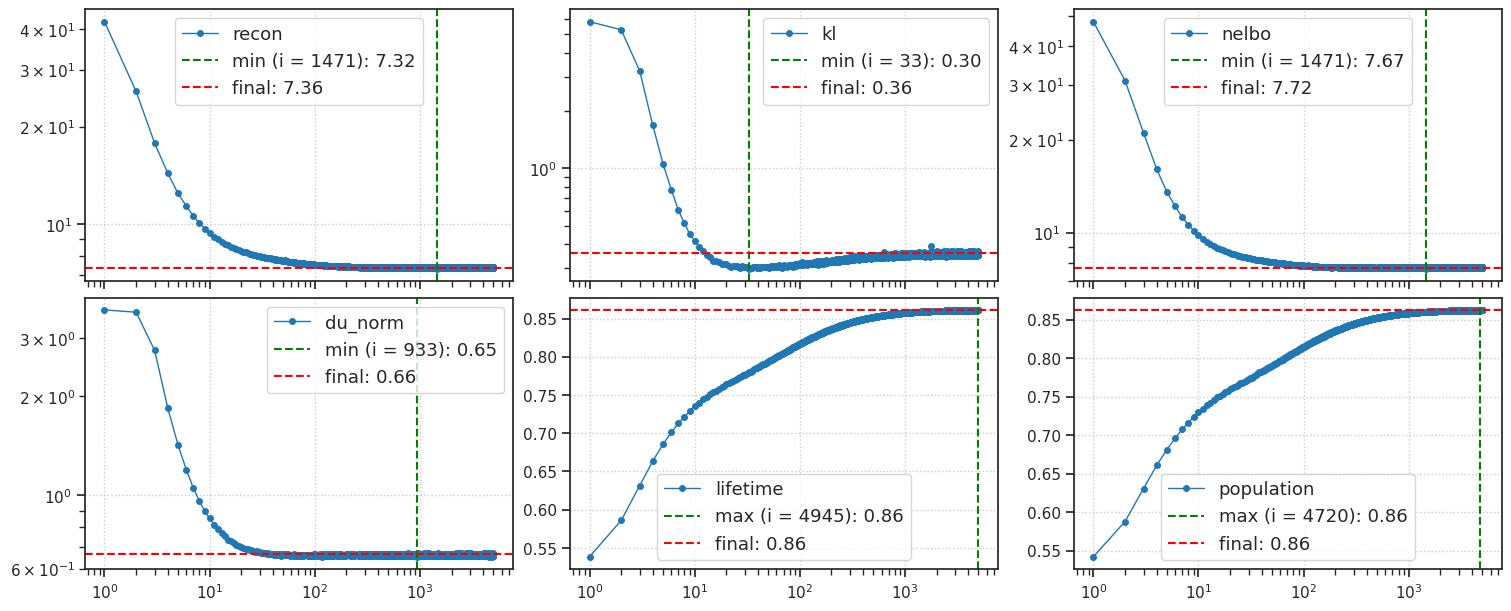 4 × 10¹
3 × 10¹
2 × 10¹
10¹
recon
min (i = 1471): 7.32
final: 7.36
10⁰
kl
min (i = 33): 0.30
final: 0.36
4 × 10¹
3 × 10¹
2 × 10¹
10¹
nelbo
min (i = 1471): 7.67
final: 7.72
3 × 10⁰
2 × 10⁰
10⁰
6 × 10⁻¹
du_norm
min (i = 933): 0.65
final: 0.66
10⁰ 10¹ 10² 10³
0.85
0.80
0.75
0.70
0.65
0.60
0.55
lifetime
max (i = 4945): 0.86
final: 0.86
10⁰ 10¹ 10² 10³
0.85
0.80
0.75
0.70
0.65
0.60
0.55
population
max (i = 4720): 0.86
final: 0.86
10⁰ 10¹ 10² 10³